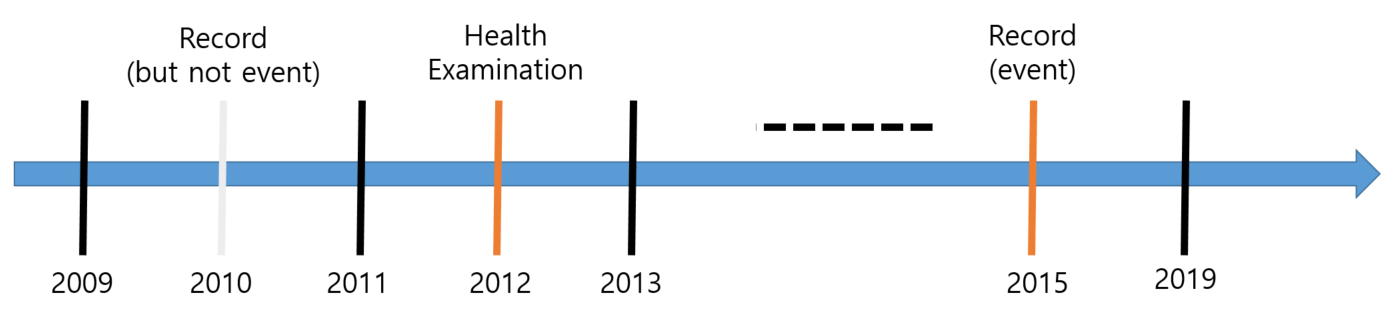 Record
(but not event)
Health
Examination
Record
(event)
2009
2010
2011
2012
2013
2015
2019